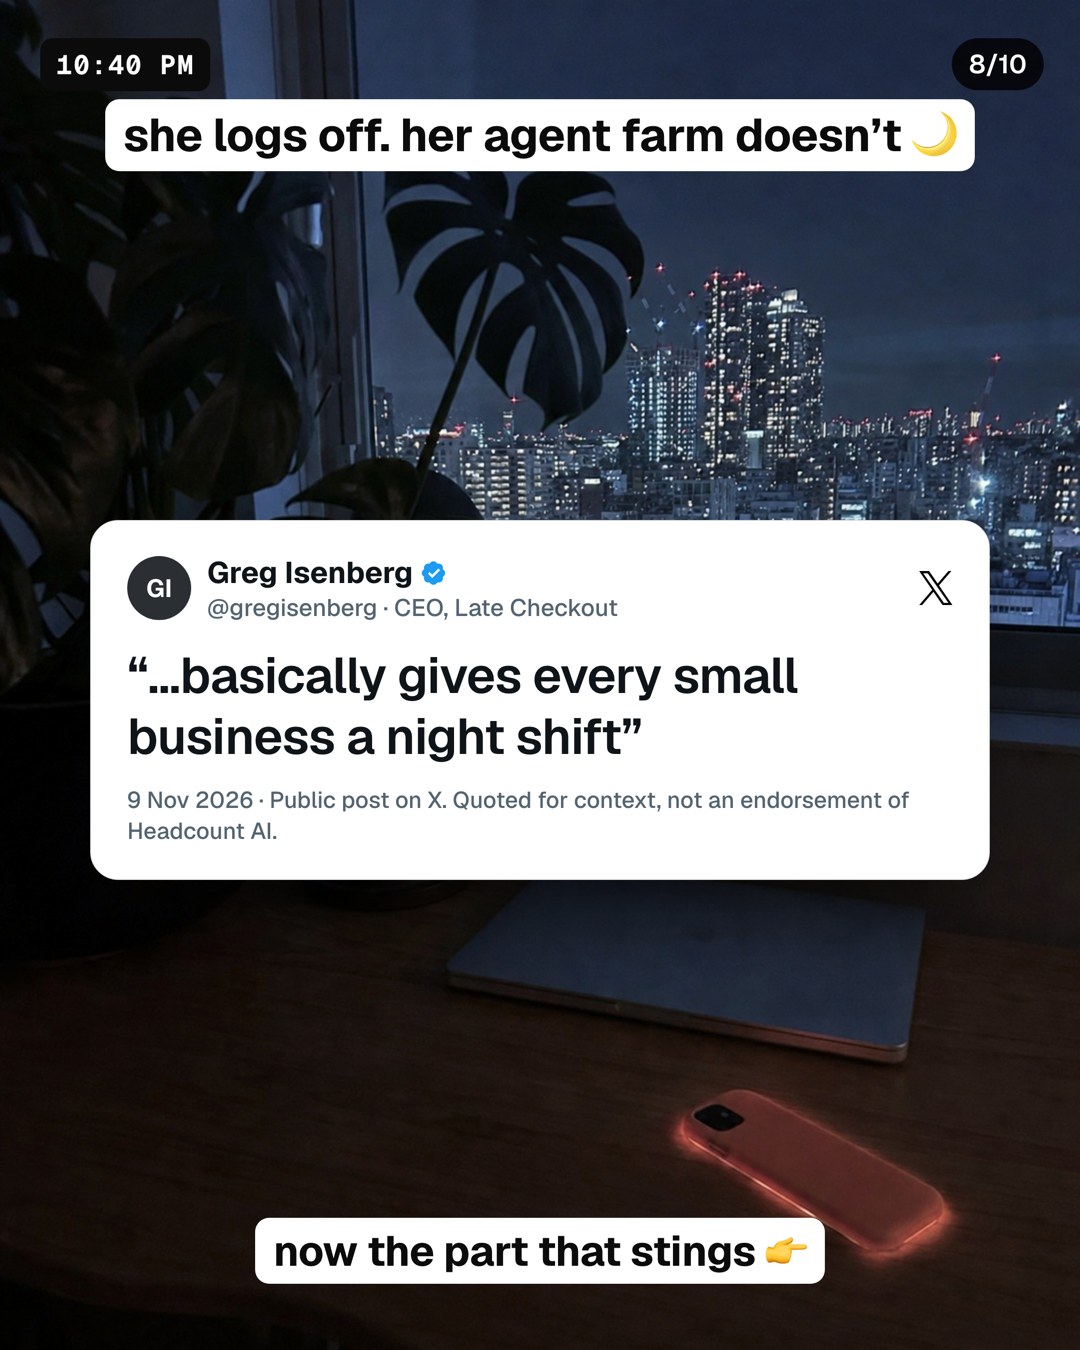 10:40 PM
8/10
she logs off. her agent farm doesn’t 🌙
GI
Greg Isenberg
@gregisenberg · CEO, Late Checkout
“...basically gives every small
business a night shift”
9 Nov 2026 · Public post on X. Quoted for context, not an endorsement of
Headcount AI.
now the part that stings 👉